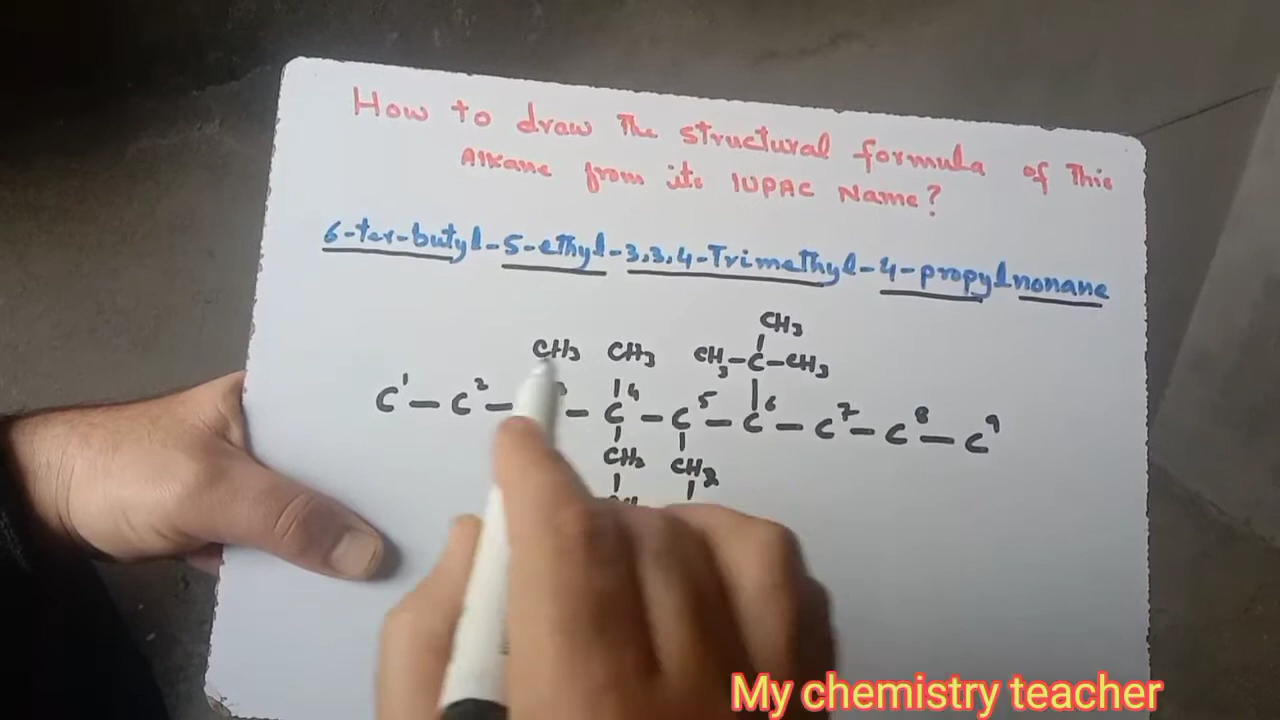 How to draw The structural formula of This
Alkane from its IUPAC Name?
6-ter-butyl-5-ethyl-3,3,4-Trimethyl-4-propylnonane
CH3
CH3 CH3 CH3-C-CH3
C1-C2- 3-C4-C5-C6-C7-C8-C9
CH2 CH2
My chemistry teacher